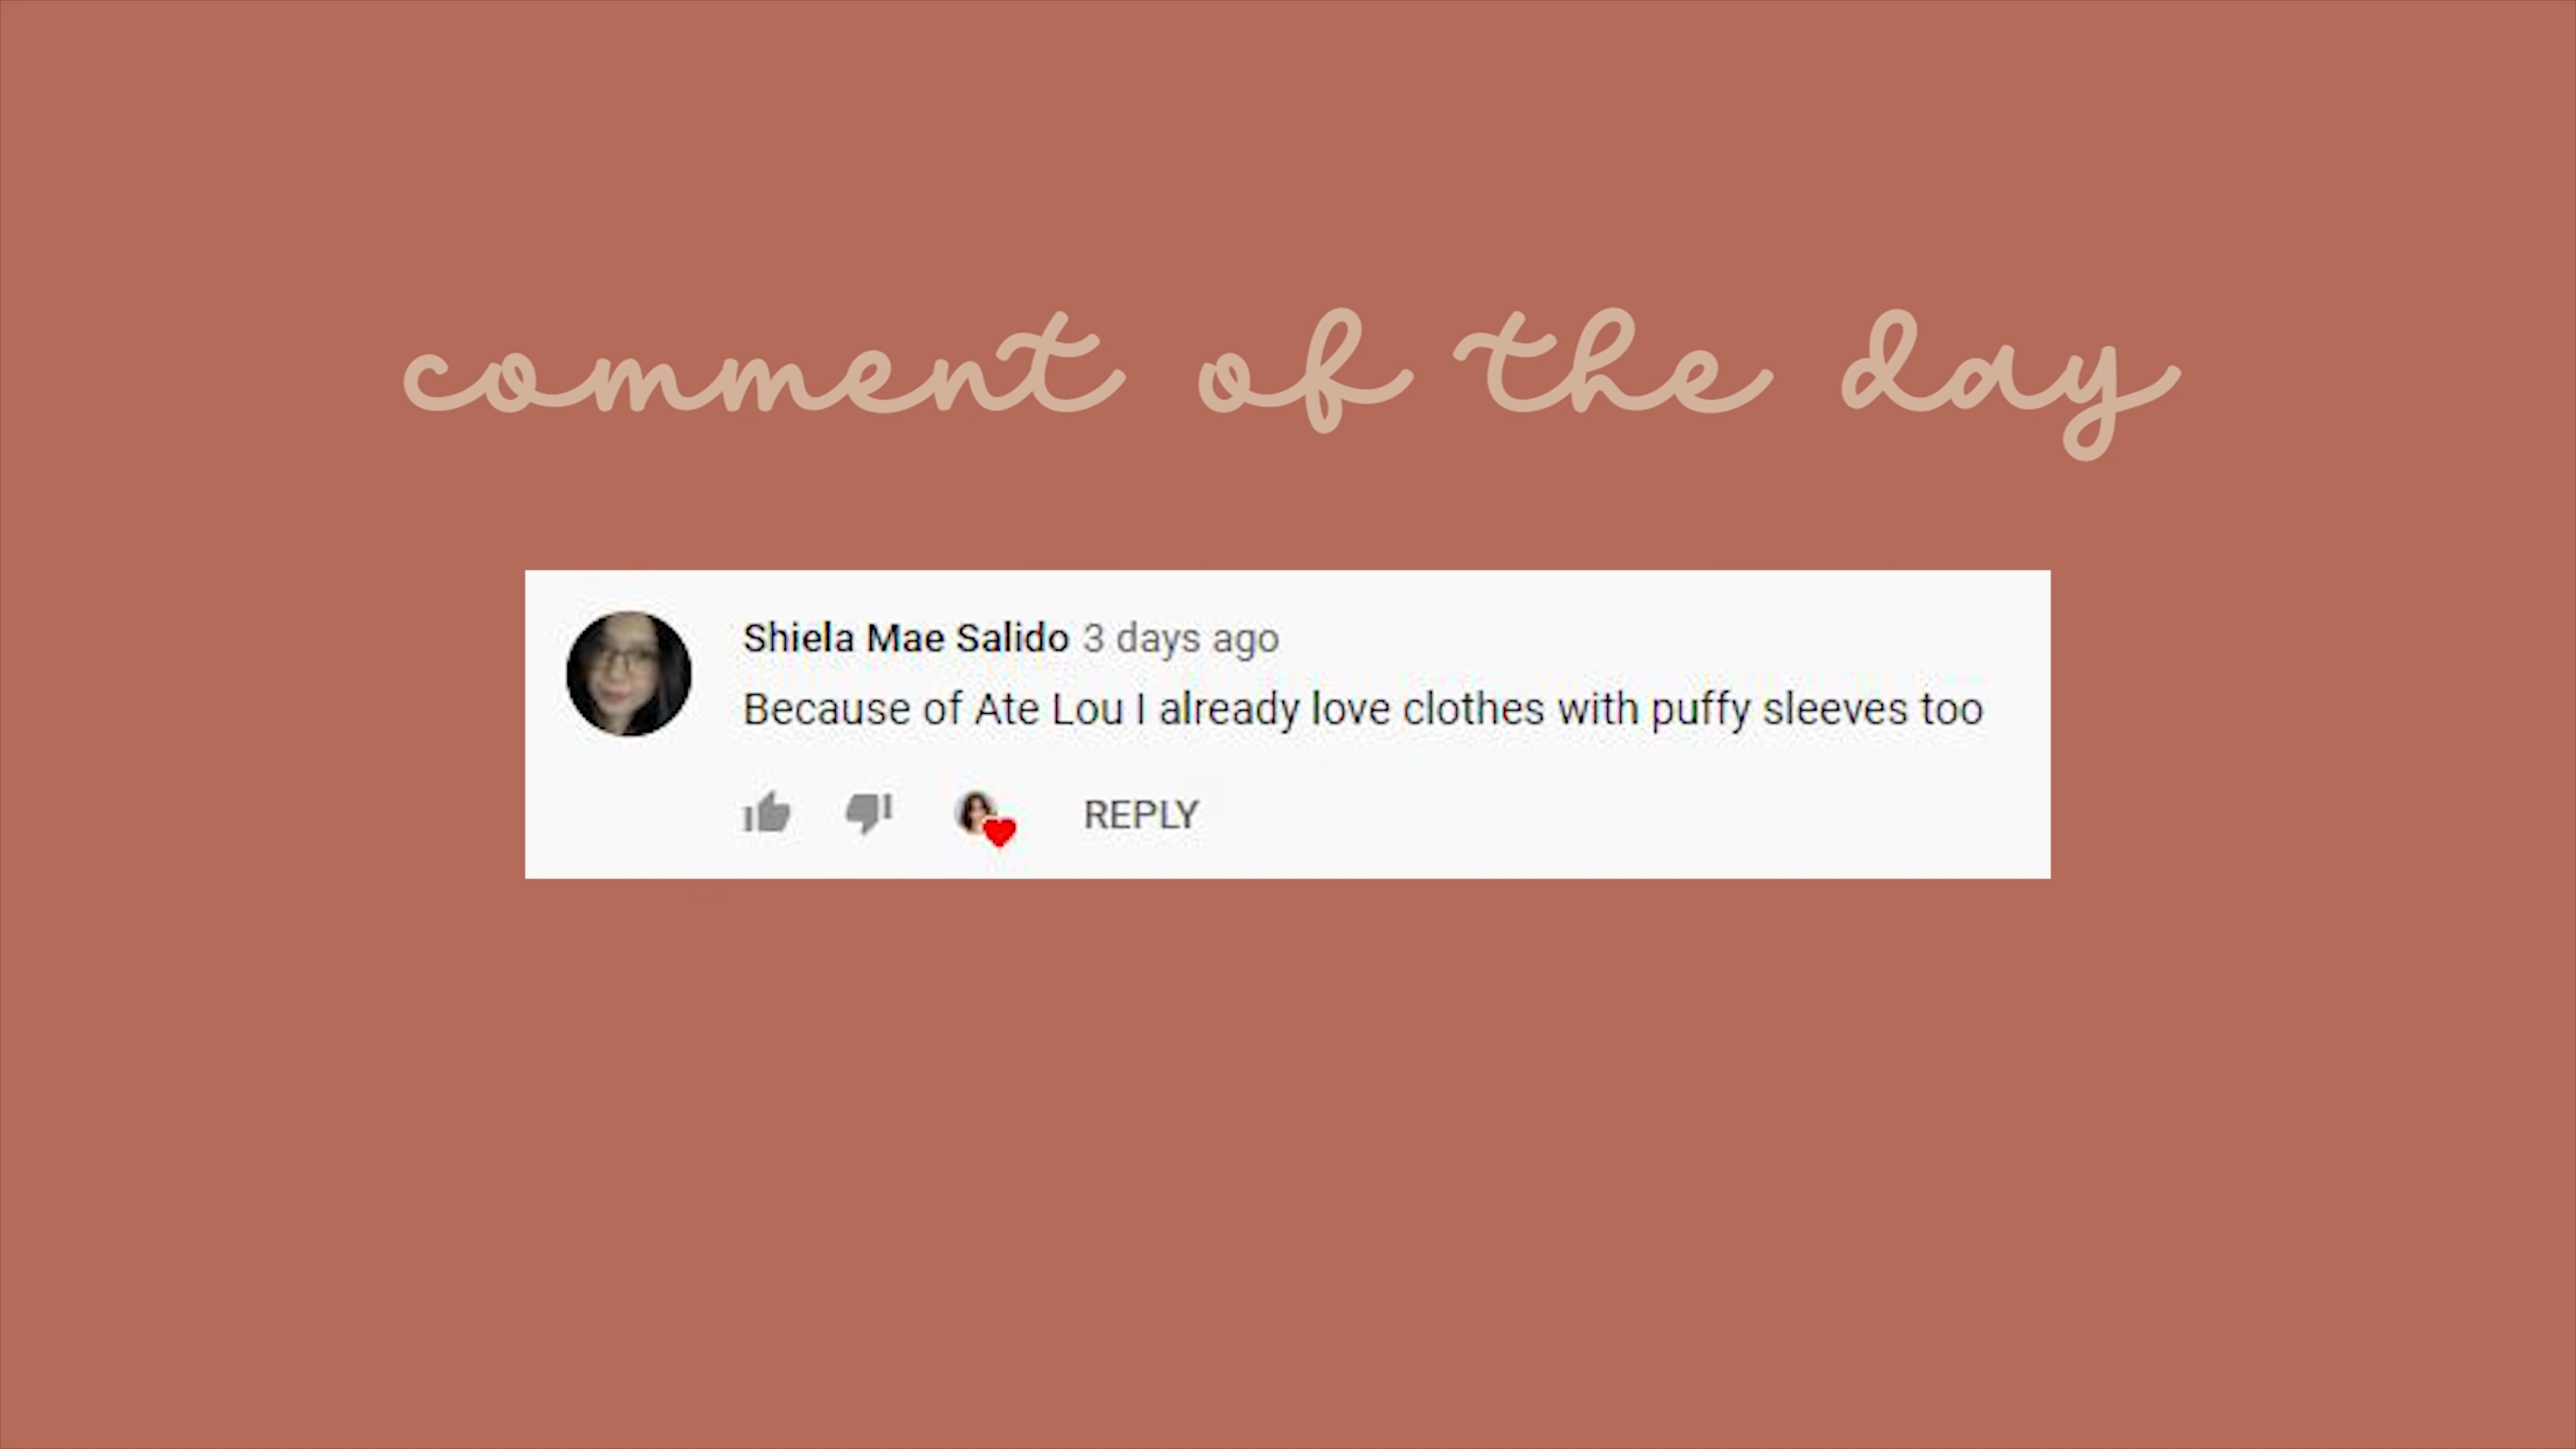 comment of the day
Shiela Mae Salido 3 days ago
Because of Ate Lou I already love clothes with puffy sleeves too
REPLY